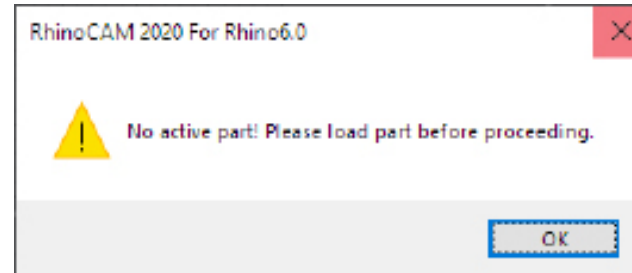 RhinoCAM 2020 For Rhino6.0
No active part! Please load part before proceeding.
OK